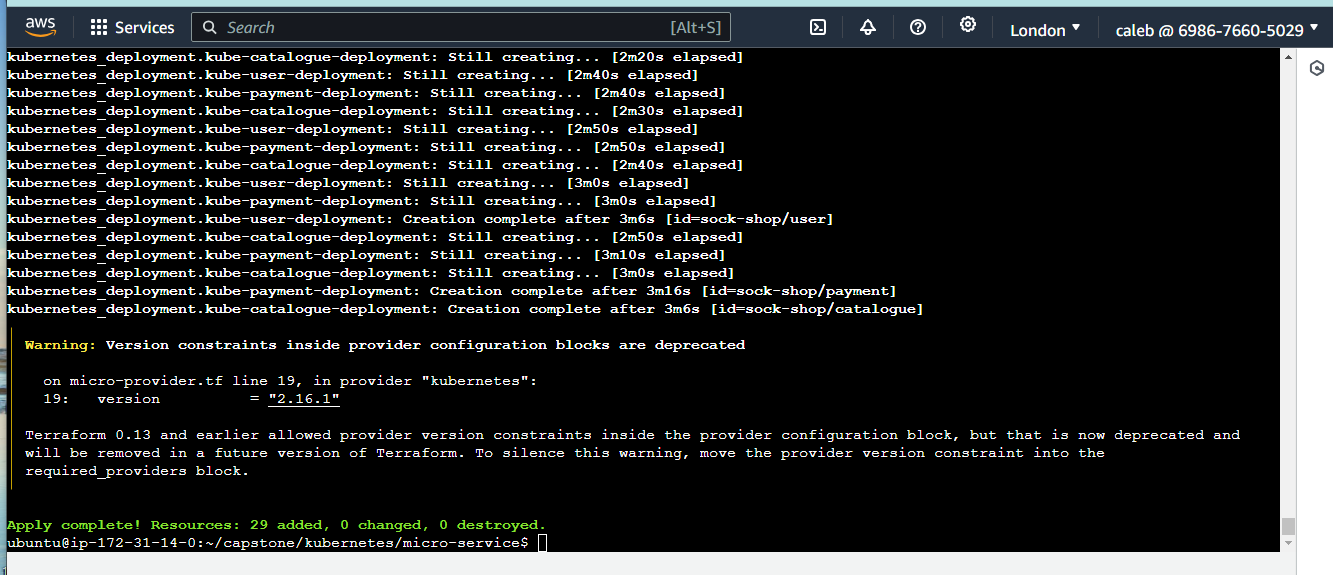 aws
Services
Search
[Alt+S]
London
caleb @ 6986-7660-5029
kubernetes_deployment.kube-catalogue-deployment: Still creating... [2m20s elapsed]
kubernetes_deployment.kube-user-deployment: Still creating... [2m40s elapsed]
kubernetes_deployment.kube-payment-deployment: Still creating... [2m40s elapsed]
kubernetes_deployment.kube-catalogue-deployment: Still creating... [2m30s elapsed]
kubernetes_deployment.kube-user-deployment: Still creating... [2m50s elapsed]
kubernetes_deployment.kube-payment-deployment: Still creating... [2m50s elapsed]
kubernetes_deployment.kube-catalogue-deployment: Still creating... [2m40s elapsed]
kubernetes_deployment.kube-user-deployment: Still creating... [3m0s elapsed]
kubernetes_deployment.kube-payment-deployment: Still creating... [3m0s elapsed]
kubernetes_deployment.kube-user-deployment: Creation complete after 3m6s [id=sock-shop/user]
kubernetes_deployment.kube-catalogue-deployment: Still creating... [2m50s elapsed]
kubernetes_deployment.kube-payment-deployment: Still creating... [3m10s elapsed]
kubernetes_deployment.kube-catalogue-deployment: Still creating... [3m0s elapsed]
kubernetes_deployment.kube-payment-deployment: Creation complete after 3m16s [id=sock-shop/payment]
kubernetes_deployment.kube-catalogue-deployment: Creation complete after 3m6s [id=sock-shop/catalogue]
Warning: Version constraints inside provider configuration blocks are deprecated
on micro-provider.tf line 19, in provider "kubernetes":
19: version = "2.16.1"
Terraform 0.13 and earlier allowed provider version constraints inside the provider configuration block, but that is now deprecated and
will be removed in a future version of Terraform. To silence this warning, move the provider version constraint into the
required_providers block.
Apply complete! Resources: 29 added, 0 changed, 0 destroyed.
ubuntu@ip-172-31-14-0:~/capstone/kubernetes/micro-service$